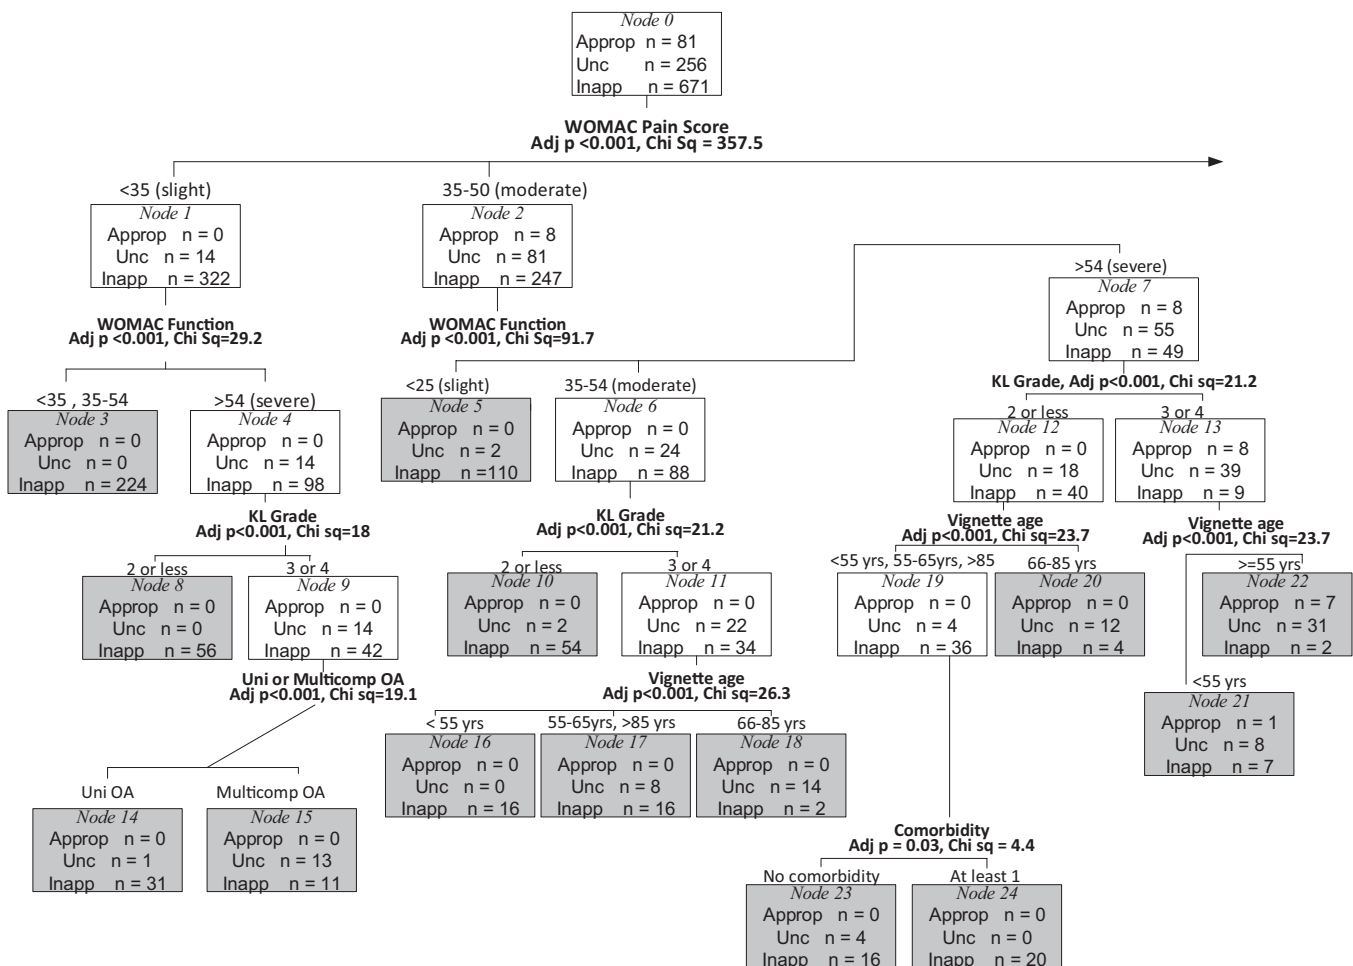 Node 0
Approp n = 81
Unc n = 256
Inapp n = 671
WOMAC Pain Score
Adj p <0.001, Chi Sq = 357.5
<35 (slight)
Node 1
Approp n = 0
Unc n = 14
Inapp n = 322
WOMAC Function
Adj p <0.001, Chi Sq=29.2
35-50 (moderate)
Node 2
Approp n = 8
Unc n = 81
Inapp n = 247
WOMAC Function
Adj p <0.001, Chi Sq=91.7
>54 (severe)
Node 7
Approp n = 8
Unc n = 55
Inapp n = 49
KL Grade, Adj p<0.001, Chi sq=21.2
<35 , 35-54
Node 3
Approp n = 0
Unc n = 0
Inapp n = 224
>54 (severe)
Node 4
Approp n = 0
Unc n = 14
Inapp n = 98
KL Grade
Adj p<0.001, Chi sq=18
<25 (slight)
Node 5
Approp n = 0
Unc n = 2
Inapp n =110
35-54 (moderate)
Node 6
Approp n = 0
Unc n = 24
Inapp n = 88
KL Grade
Adj p<0.001, Chi sq=21.2
2 or less
Node 12
Approp n = 0
Unc n = 18
Inapp n = 40
Vignette age
Adj p<0.001, Chi sq=23.7
3 or 4
Node 13
Approp n = 8
Unc n = 39
Inapp n = 9
Vignette age
Adj p<0.001, Chi sq=23.7
2 or less
Node 8
Approp n = 0
Unc n = 0
Inapp n = 56
3 or 4
Node 9
Approp n = 0
Unc n = 14
Inapp n = 42
Uni or Multicomp OA
Adj p<0.001, Chi sq=19.1
2 or less
Node 10
Approp n = 0
Unc n = 2
Inapp n = 54
3 or 4
Node 11
Approp n = 0
Unc n = 22
Inapp n = 34
Vignette age
Adj p<0.001, Chi sq=26.3
<55 yrs, 55-65yrs, >85
Node 19
Approp n = 0
Unc n = 4
Inapp n = 36
66-85 yrs
Node 20
Approp n = 0
Unc n = 12
Inapp n = 4
>=55 yrs
Node 22
Approp n = 7
Unc n = 31
Inapp n = 2
<55 yrs
Node 21
Approp n = 1
Unc n = 8
Inapp n = 7
< 55 yrs
Node 16
Approp n = 0
Unc n = 0
Inapp n = 16
55-65yrs, >85 yrs
Node 17
Approp n = 0
Unc n = 8
Inapp n = 16
66-85 yrs
Node 18
Approp n = 0
Unc n = 14
Inapp n = 2
Uni OA
Node 14
Approp n = 0
Unc n = 1
Inapp n = 31
Multicomp OA
Node 15
Approp n = 0
Unc n = 13
Inapp n = 11
Comorbidity
Adj p = 0.03, Chi sq = 4.4
No comorbidity
Node 23
Approp n = 0
Unc n = 4
Inapp n = 16
At least 1
Node 24
Approp n = 0
Unc n = 0
Inapp n = 20